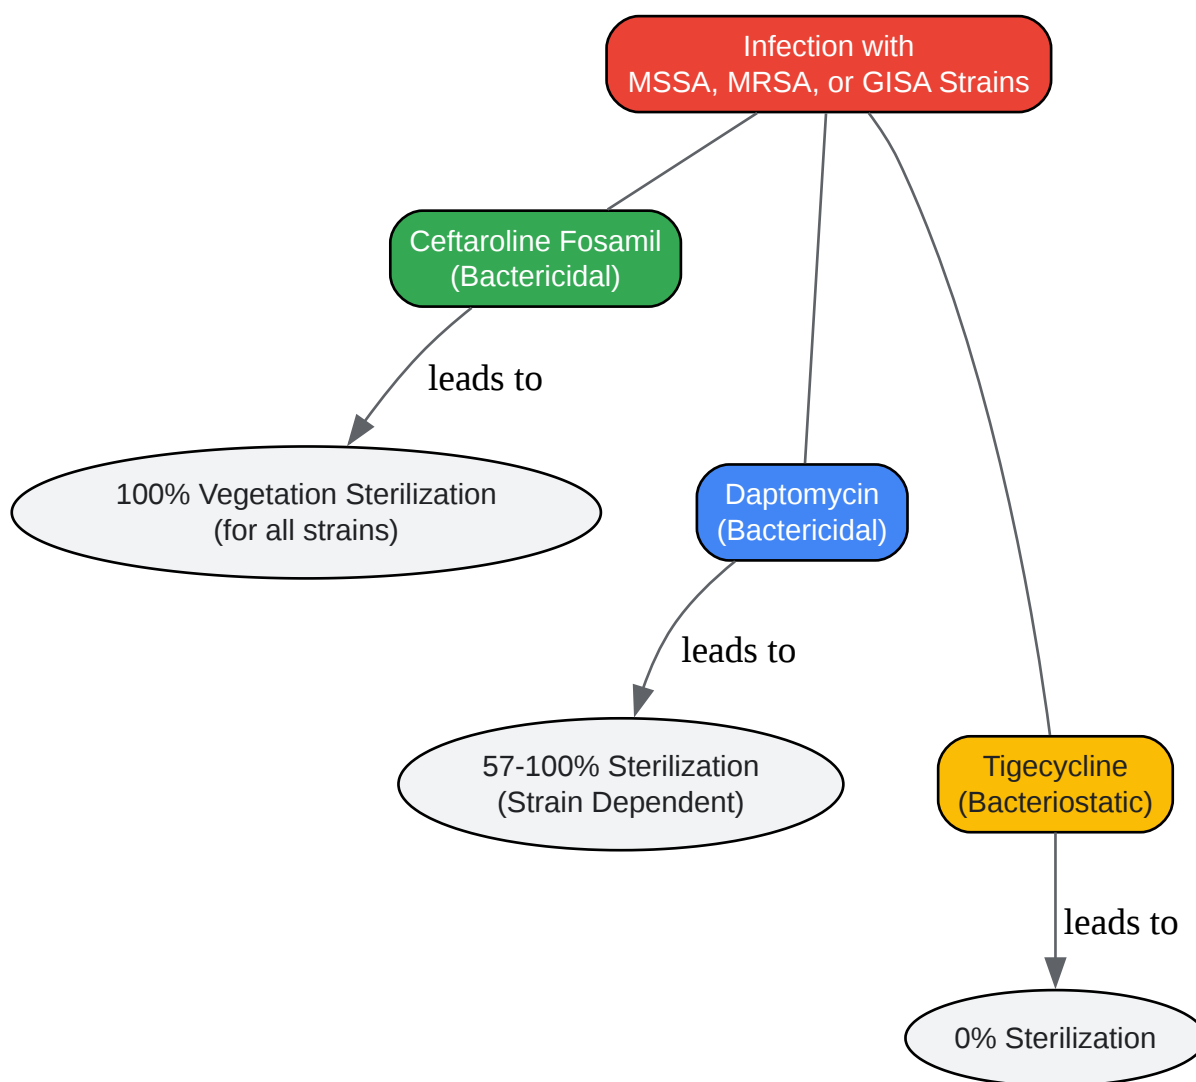 Infection with
MSSA, MRSA, or GISA Strains
Ceftaroline Fosamil
(Bactericidal)
leads to
100% Vegetation Sterilization
(for all strains)
Daptomycin
(Bactericidal)
leads to
57-100% Sterilization
(Strain Dependent)
Tigecycline
(Bacteriostatic)
leads to
0% Sterilization